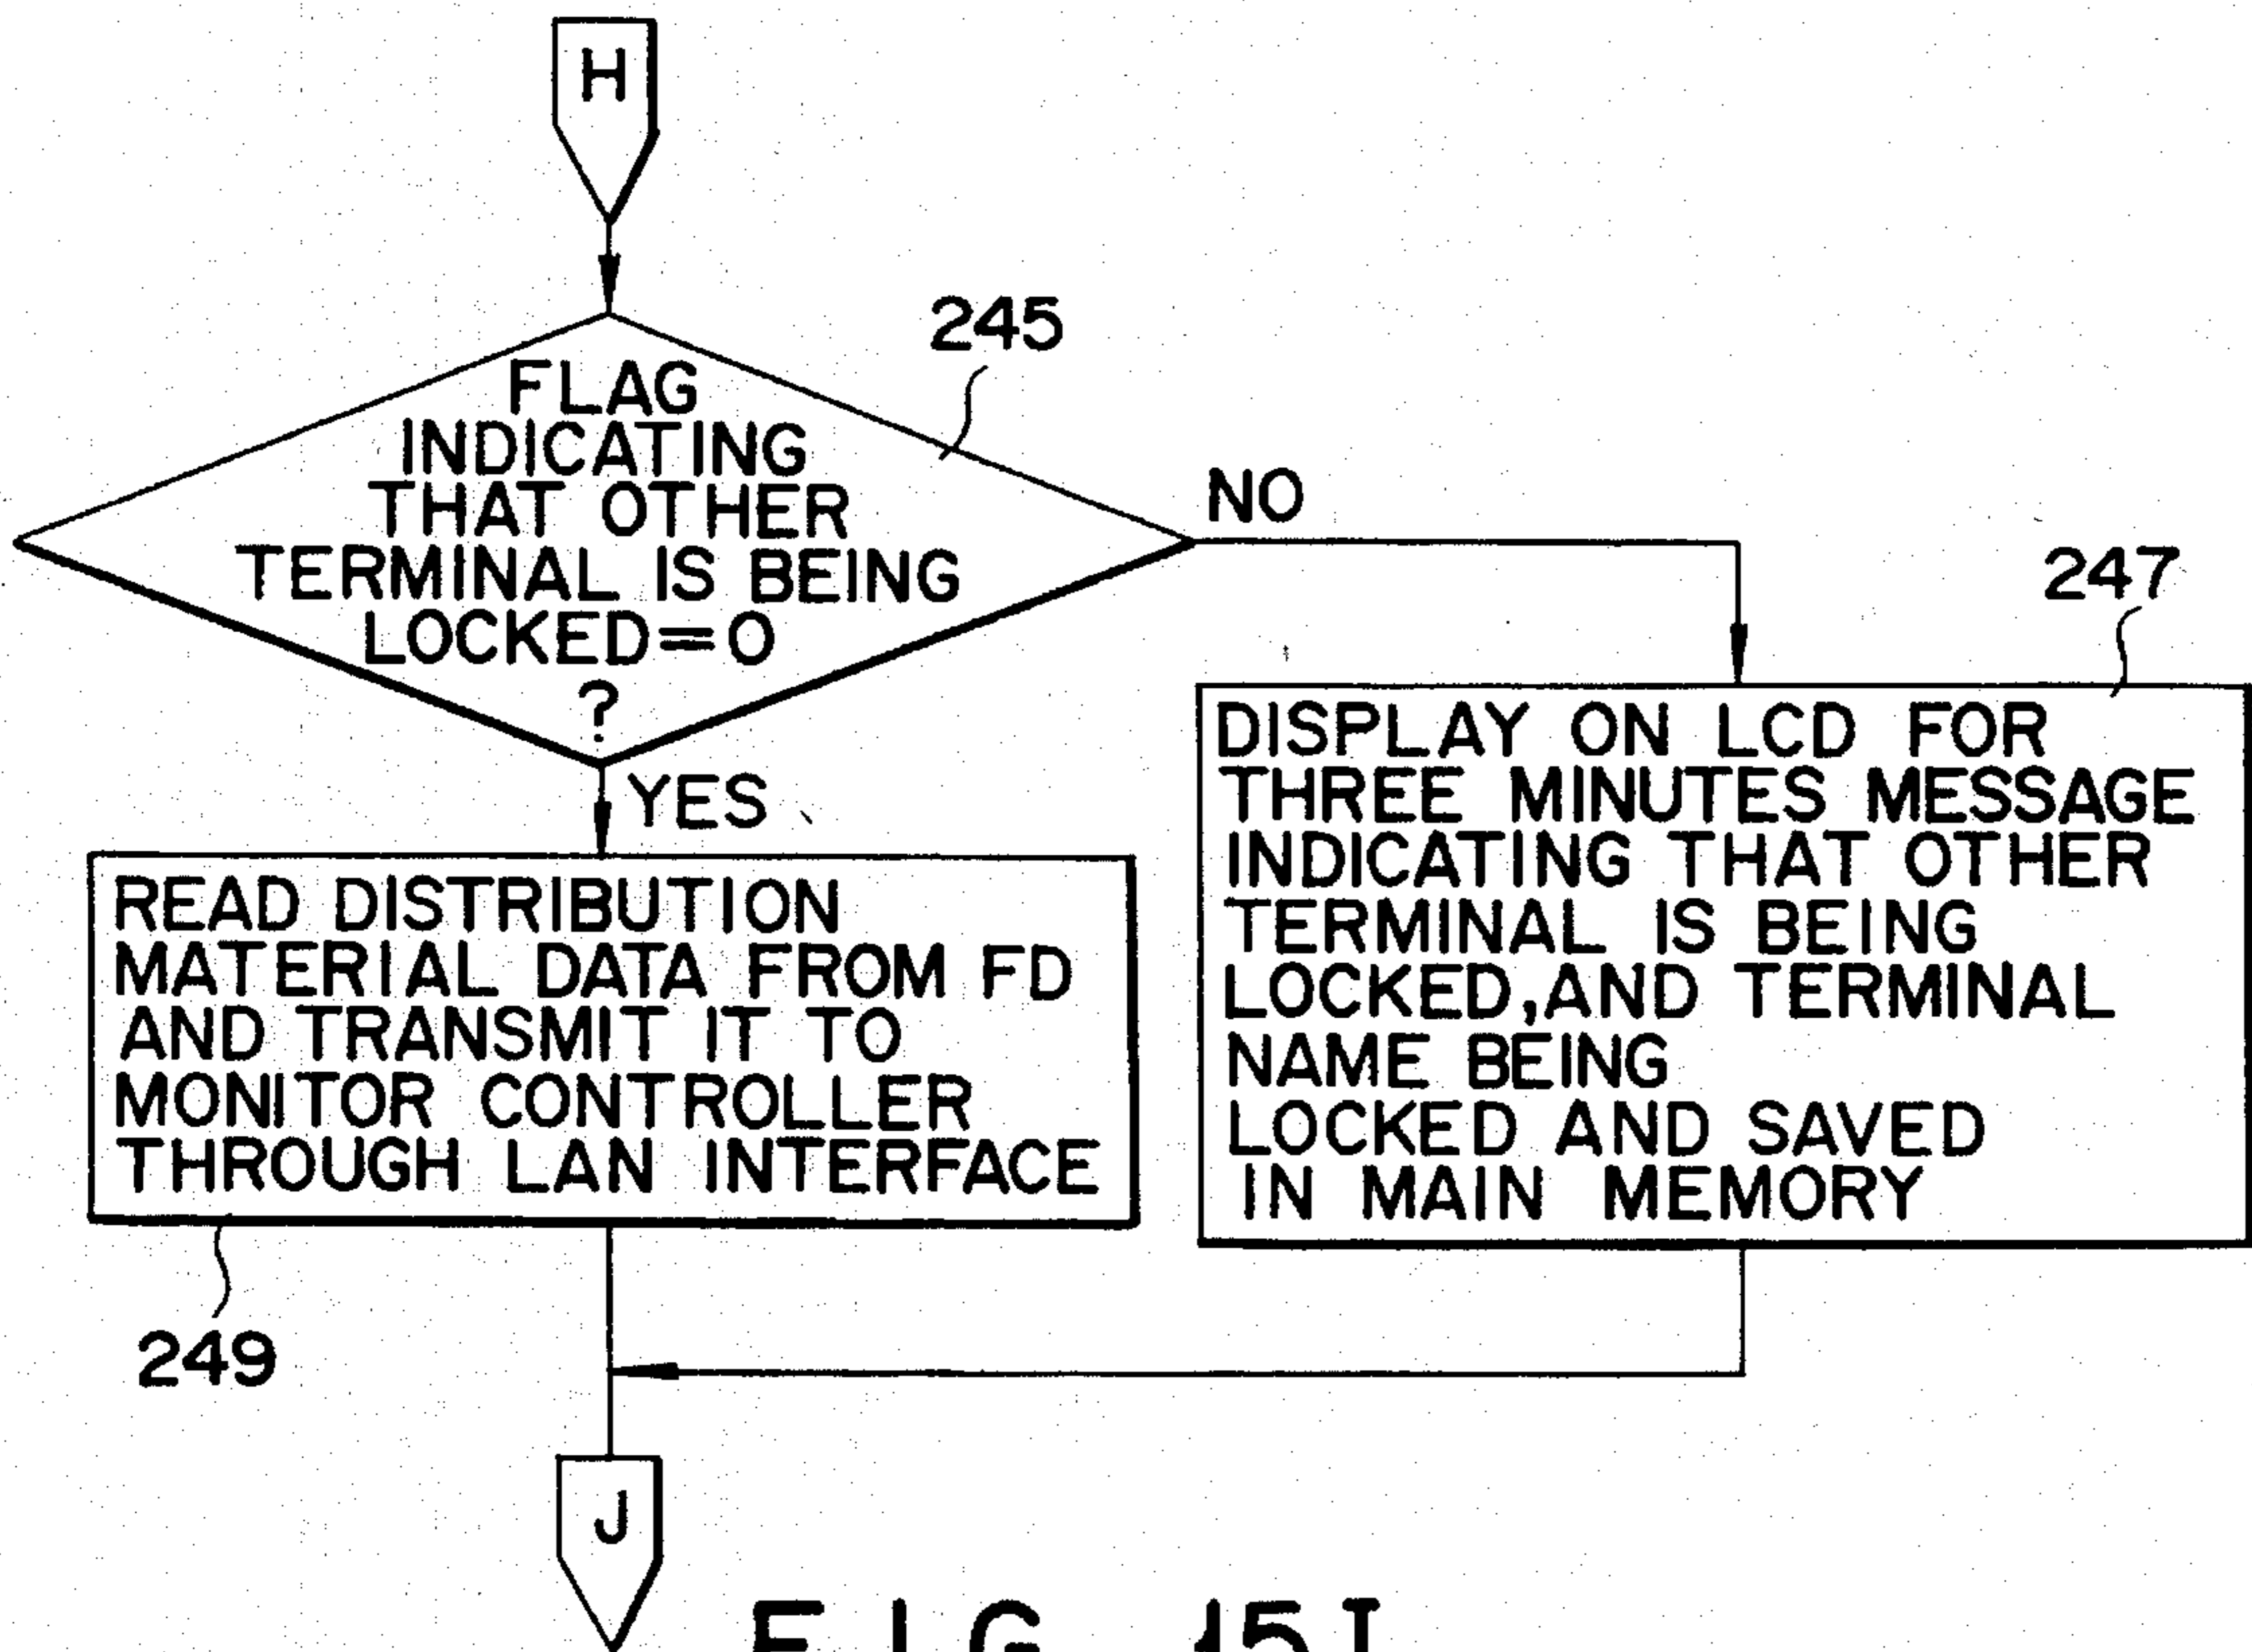 H
245
FLAG
INDICATING
THAT OTHER
TERMINAL IS BEING
LOCKED=0
?
NO
YES
247
DISPLAY ON LCD FOR
THREE MINUTES MESSAGE
INDICATING THAT OTHER
TERMINAL IS BEING
LOCKED,AND TERMINAL
NAME BEING
LOCKED AND SAVED
IN MAIN MEMORY
READ DISTRIBUTION
MATERIAL DATA FROM FD
AND TRANSMIT IT TO
MONITOR CONTROLLER
THROUGH LAN INTERFACE
249
J
FIG. 15I